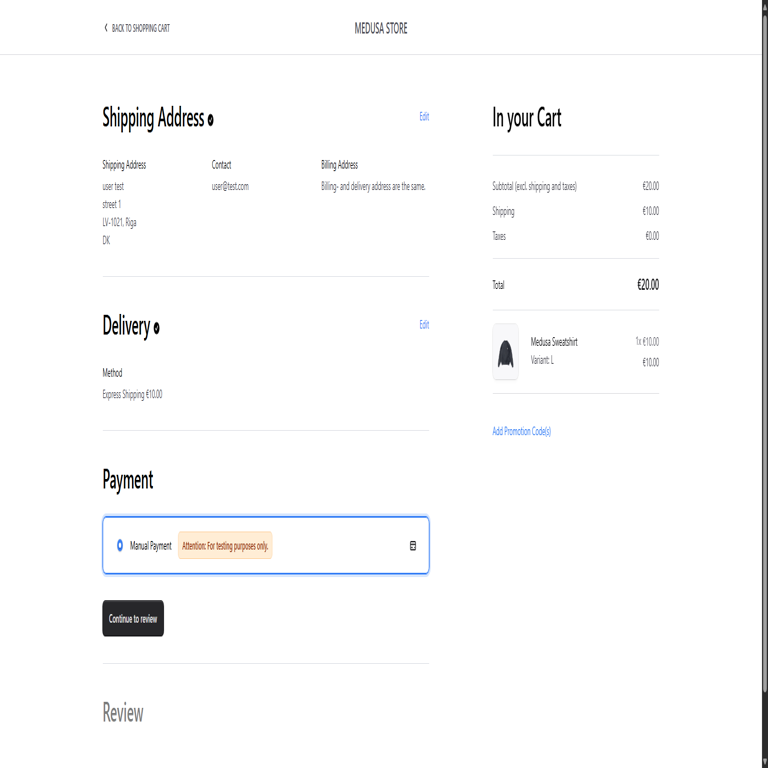 BACK TO SHOPPING CART
MEDUSA STORE
Shipping Address
Edit
Shipping Address
user test
street 1
LV-1021, Riga
DK
Contact
user@test.com
Billing Address
Billing- and delivery address are the same.
Delivery
Edit
Method
Express Shipping €10.00
Payment
Manual Payment
Attention: For testing purposes only.
Continue to review
Review
In your Cart
Subtotal (excl. shipping and taxes) €20.00
Shipping €10.00
Taxes €0.00
Total €20.00
Medusa Sweatshirt 1x €10.00
Variant: L €10.00
Add Promotion Code(s)